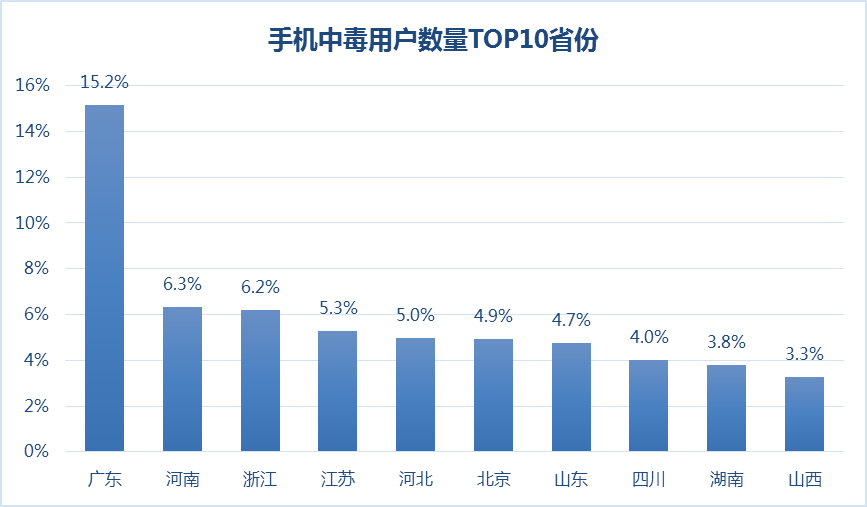 手机中毒用户数量TOP10省份
16%
14%
12%
10%
8%
6%
4%
2%
0%
15.2%
6.3%
6.2%
5.3%
5.0%
4.9%
4.7%
4.0%
3.8%
3.3%
广东
河南
浙江
江苏
河北
北京
山东
四川
湖南
山西